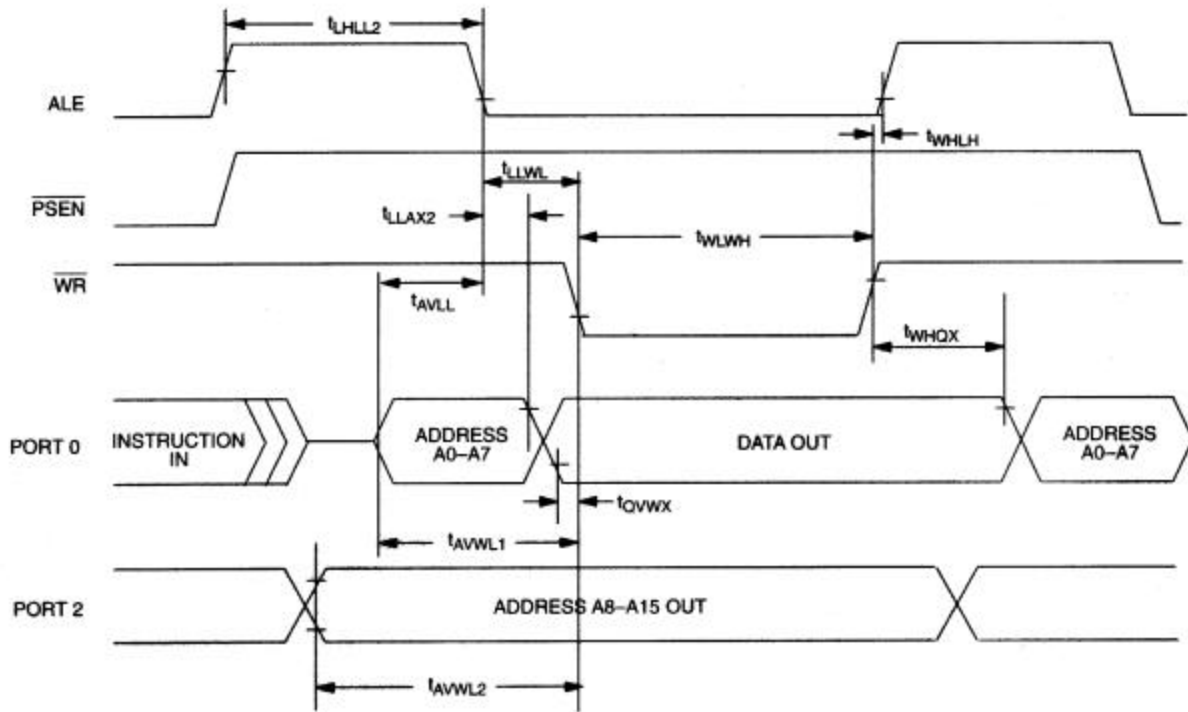 tLHLL2
ALE
tWHLH
tLLWL
PSEN
tLLAX2
tWLWH
WR
tAVLL
tWHQX
PORT 0
INSTRUCTION
IN
ADDRESS
A0–A7
DATA OUT
ADDRESS
A0–A7
tQVWX
tAVWL1
PORT 2
ADDRESS A8–A15 OUT
tAVWL2